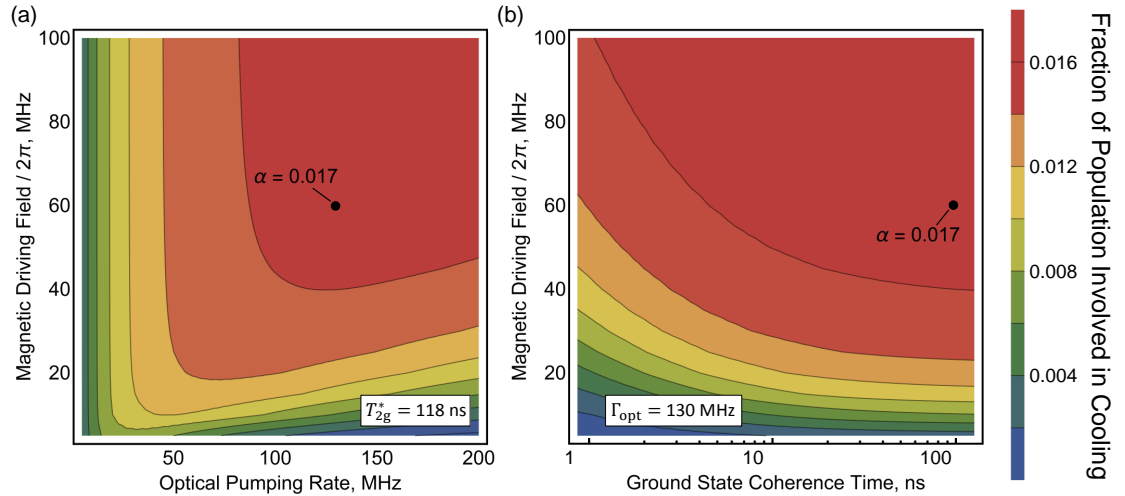 (a)
Magnetic Driving Field / 2π, MHz
100
80
60
40
20
50
100
150
200
Optical Pumping Rate, MHz
α = 0.017
T*2g = 118 ns
(b)
Magnetic Driving Field / 2π, MHz
100
80
60
40
20
1
10
100
Ground State Coherence Time, ns
α = 0.017
Γopt = 130 MHz
0.016
0.012
0.008
0.004
Fraction of Population Involved in Cooling